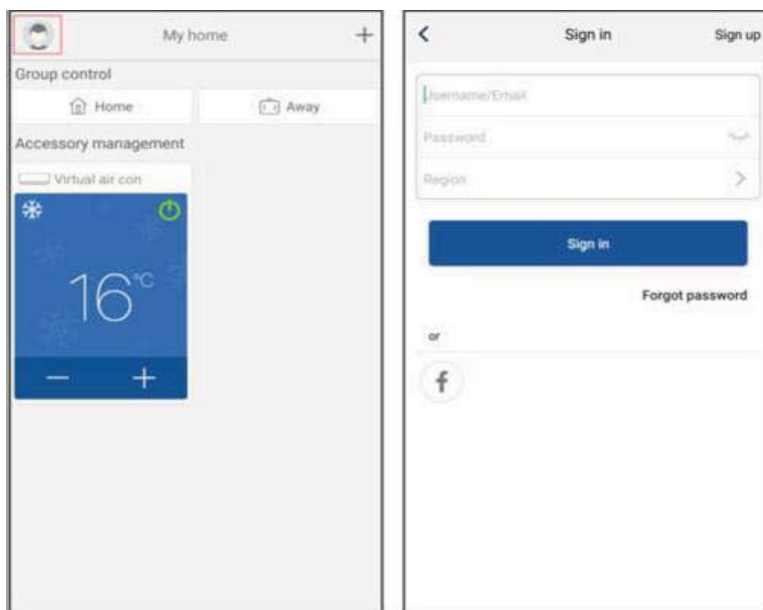 My home
Group control
Home
Away
Accessory management
Virtual air con
16°C
Sign in
Sign up
Username/Email
Password
Region
Sign in
Forgot password
or
f